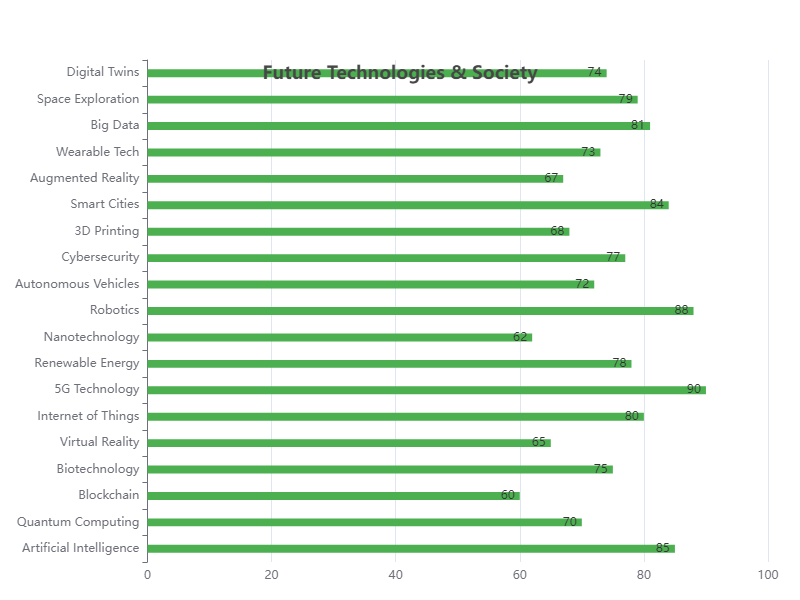 Future Technologies & Society
Digital Twins 74
Space Exploration 79
Big Data 81
Wearable Tech 73
Augmented Reality 67
Smart Cities 84
3D Printing 68
Cybersecurity 77
Autonomous Vehicles 72
Robotics 88
Nanotechnology 62
Renewable Energy 78
5G Technology 90
Internet of Things 80
Virtual Reality 65
Biotechnology 75
Blockchain 60
Quantum Computing 70
Artificial Intelligence 85
0 20 40 60 80 100